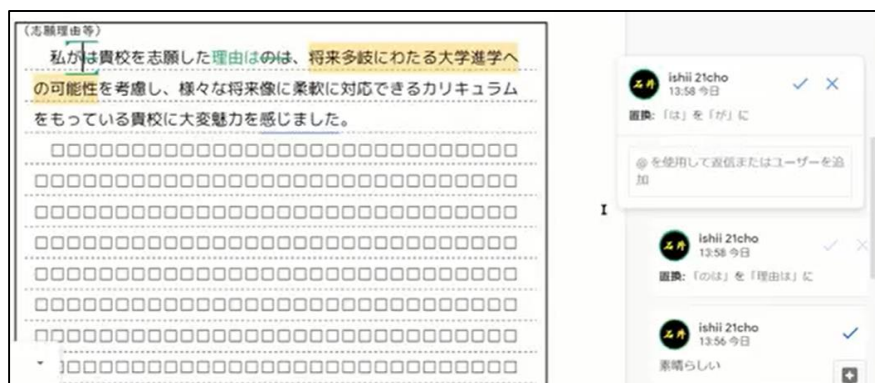 (志願理由等)
私がは貴校を志願した理由はのは、将来多岐にわたる大学進学へ
の可能性を考慮し、様々な将来像に柔軟に対応できるカリキュラム
をもっている貴校に大変魅力を感じました。
□□□□□□□□□□□□□□□□□□□□□□□□□□□□□
□□□□□□□□□□□□□□□□□□□□□□□□□□□□□□
□□□□□□□□□□□□□□□□□□□□□□□□□□□□□□
□□□□□□□□□□□□□□□□□□□□□□□□□□□□□□
□□□□□□□□□□□□□□□□□□□□□□□□□□□□□□
□□□□□□□□□□□□□□□□□□□□□□□□□□□□□□
□□□□□□□□□□□□□□□□□□□□□□□□□□□□
□□□□□□□□□□□□□□□□□□□□□□□□□□□□
石井
ishii 21cho
13:58 今日
置換:「は」を「が」に
@ を使用して返信またはユーザーを追
加
石井
ishii 21cho
13:58 今日
置換:「のは」を「理由は」に
石井
ishii 21cho
13:56 今日
素晴らしい